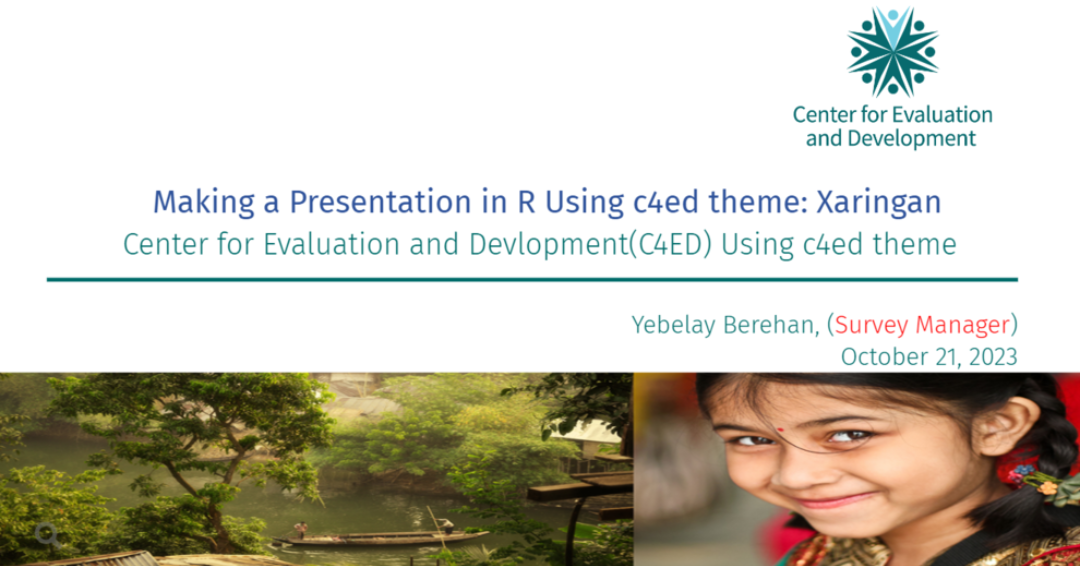 Center for Evaluation
and Development
Making a Presentation in R Using c4ed theme: Xaringan
Center for Evaluation and Devlopment(C4ED) Using c4ed theme
Yebelay Berehan, (Survey Manager)
October 21, 2023